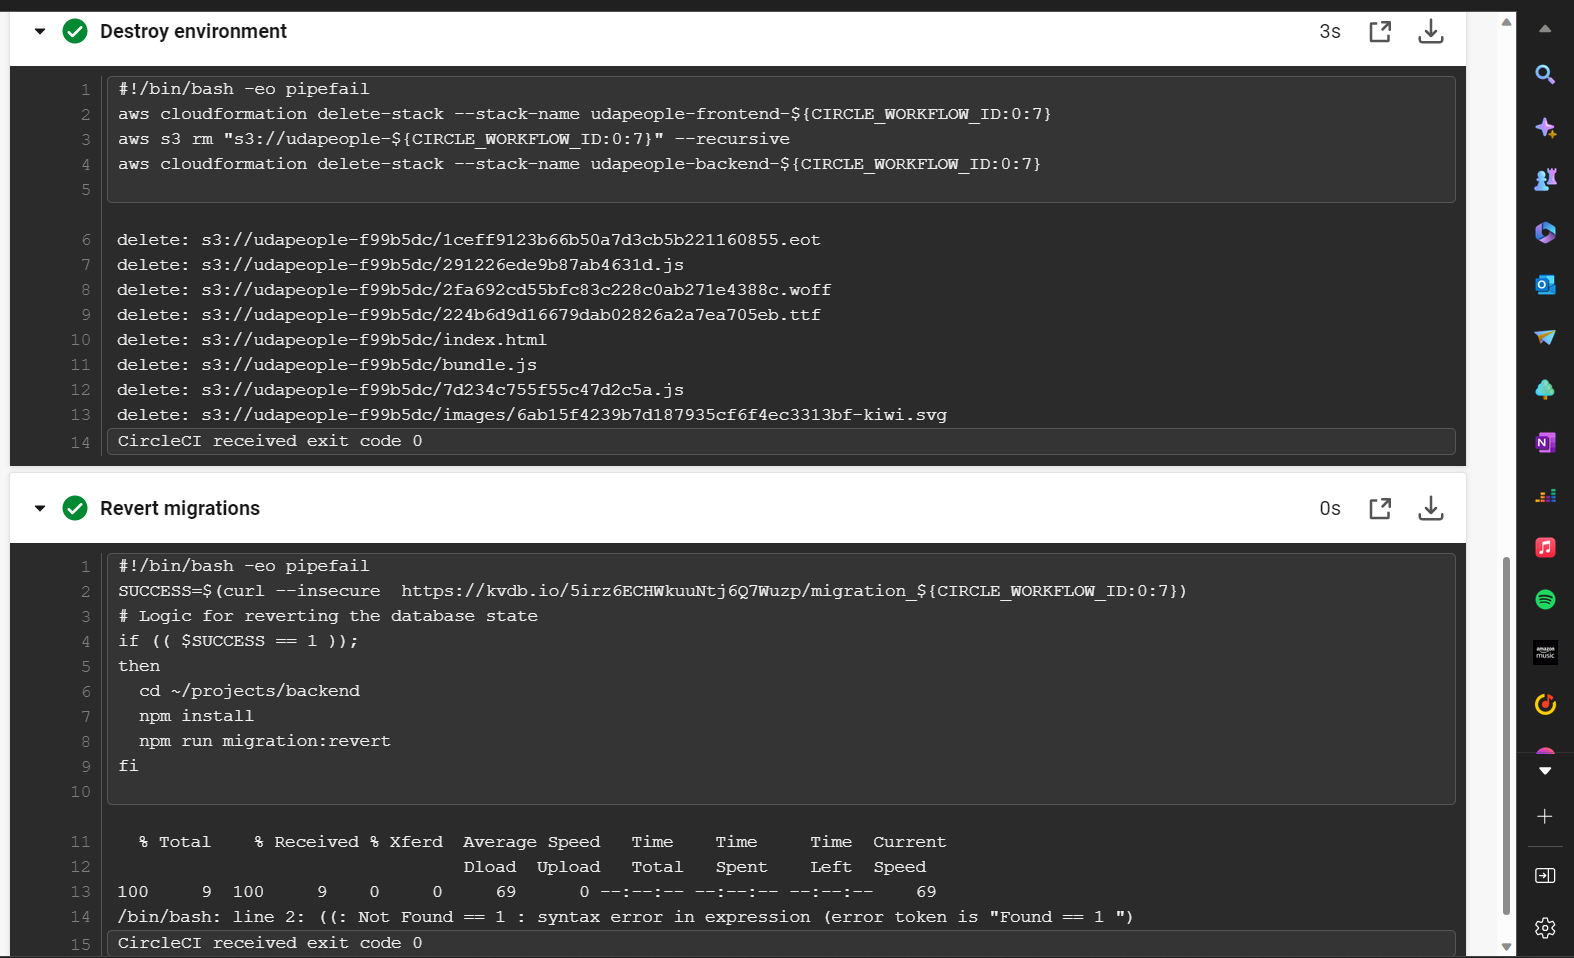 Destroy environment
3s
1 #!/bin/bash -eo pipefail
2 aws cloudformation delete-stack --stack-name udapeople-frontend-${CIRCLE_WORKFLOW_ID:0:7}
3 aws s3 rm "s3://udapeople-${CIRCLE_WORKFLOW_ID:0:7}" --recursive
4 aws cloudformation delete-stack --stack-name udapeople-backend-${CIRCLE_WORKFLOW_ID:0:7}
5
6 delete: s3://udapeople-f99b5dc/1ceff9123b66b50a7d3cb5b221160855.eot
7 delete: s3://udapeople-f99b5dc/291226ede9b87ab4631d.js
8 delete: s3://udapeople-f99b5dc/2fa692cd55bfc83c228c0ab271e4388c.woff
9 delete: s3://udapeople-f99b5dc/224b6d9d16679dab02826a2a7ea705eb.ttf
10 delete: s3://udapeople-f99b5dc/index.html
11 delete: s3://udapeople-f99b5dc/bundle.js
12 delete: s3://udapeople-f99b5dc/7d234c755f55c47d2c5a.js
13 delete: s3://udapeople-f99b5dc/images/6ab15f4239b7d187935cf6f4ec3313bf-kiwi.svg
14 CircleCI received exit code 0
Revert migrations
0s
1 #!/bin/bash -eo pipefail
2 SUCCESS=$(curl --insecure  https://kvdb.io/5irz6ECHWkuuNtj6Q7Wuzp/migration_${CIRCLE_WORKFLOW_ID:0:7})
3 # Logic for reverting the database state
4 if (( $SUCCESS == 1 ));
5 then
6   cd ~/projects/backend
7   npm install
8   npm run migration:revert
9 fi
10
11   % Total    % Received % Xferd  Average Speed   Time    Time     Time  Current
12                                  Dload  Upload   Total   Spent    Left  Speed
13 100     9  100     9    0     0     69      0 --:--:-- --:--:-- --:--:--    69
14 /bin/bash: line 2: ((: Not Found == 1 : syntax error in expression (error token is "Found == 1 ")
15 CircleCI received exit code 0
amazon
music